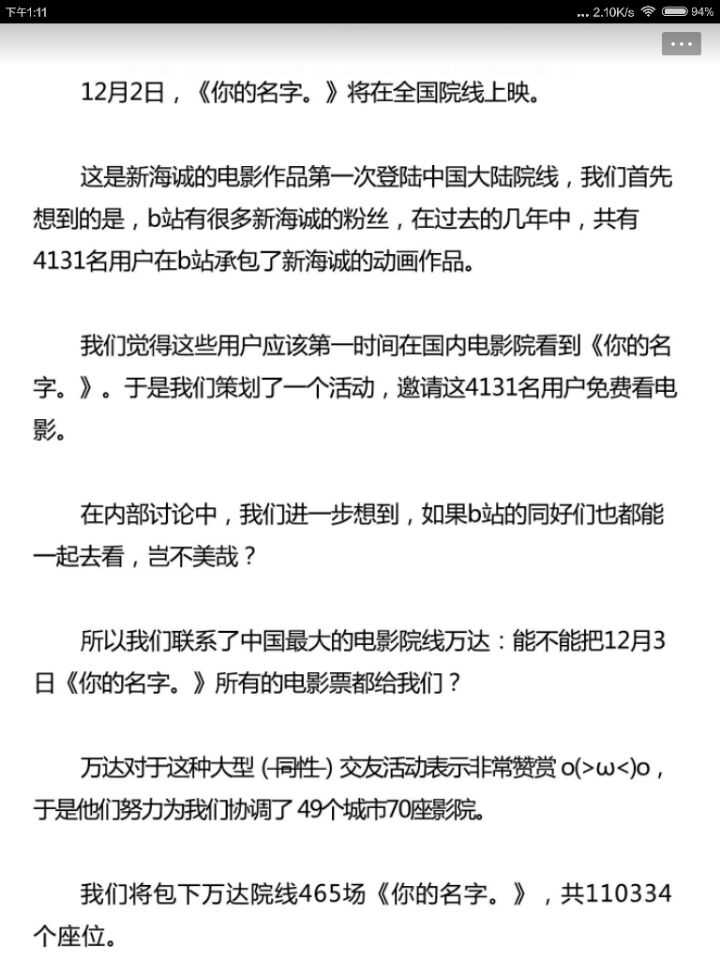 下午1:11
... 2.10K/s 94%
12月2日，《你的名字。》将在全国院线上映。
这是新海诚的电影作品第一次登陆中国大陆院线，我们首先
想到的是，b站有很多新海诚的粉丝，在过去的几年中，共有
4131名用户在b站承包了新海诚的动画作品。
我们觉得这些用户应该第一时间在国内电影院看到《你的名
字。》。于是我们策划了一个活动，邀请这4131名用户免费看电
影。
在内部讨论中，我们进一步想到，如果b站的同好们也都能
一起去看，岂不美哉？
所以我们联系了中国最大的电影院线万达：能不能把12月3
日《你的名字。》所有的电影票都给我们？
万达对于这种大型（同性）交友活动表示非常赞赏 o(>ω<)o，
于是他们努力为我们协调了 49个城市70座影院。
我们将包下万达院线465场《你的名字。》，共110334
个座位。